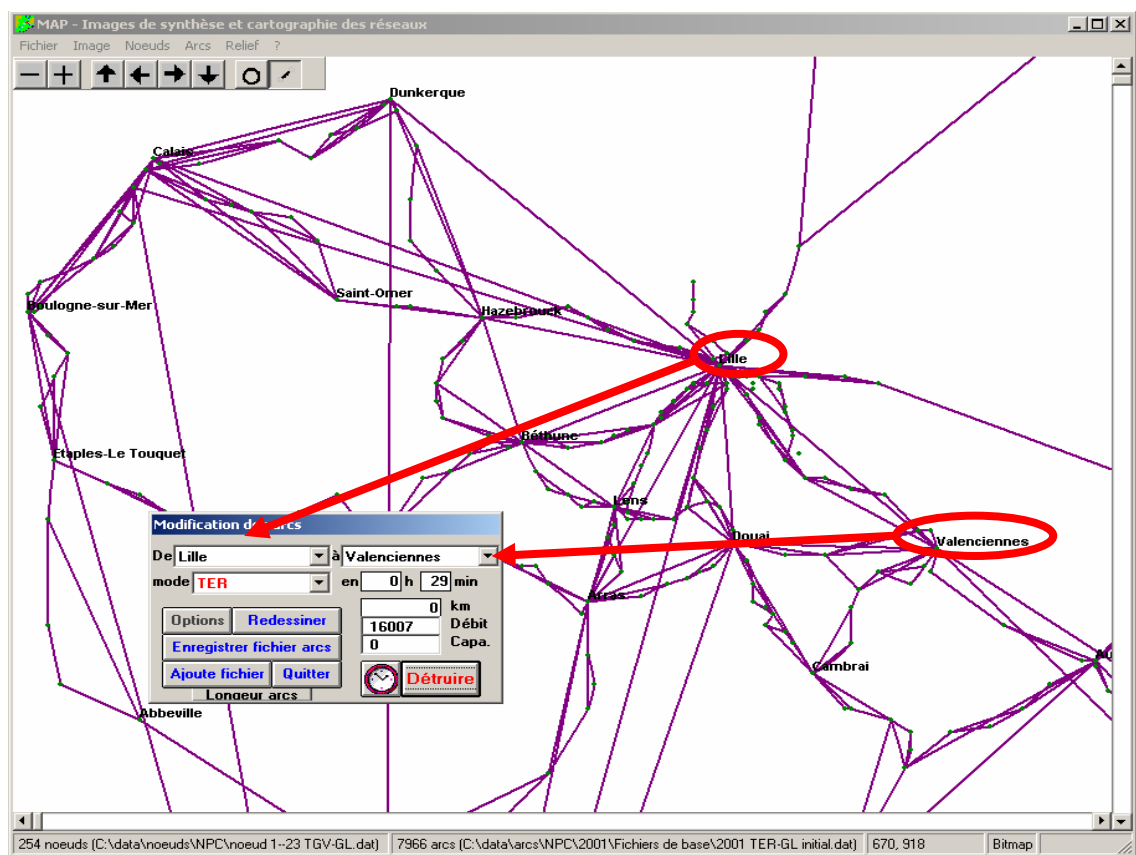 MAP - Images de synthèse et cartographie des réseaux
Fichier Image Noeuds Arcs Relief ?
Dunkerque
Calais
Saint-Omer
Boulogne-sur-Mer
Hazebrouck
Lille
Béthune
Etaples-Le Touquet
Lens
Douai
Valenciennes
Arras
Cambrai
Au
Abbeville
Modification des arcs
De Lille à Valenciennes
mode TER en 0 h 29 min
0 km
Options Redessiner 16007 Débit
Enregistrer fichier arcs 0 Capa.
Ajoute fichier Quitter Détruire
Longeur arcs
254 noeuds (C:\data\noeuds\NPC\noeud 1--23 TGV-GL.dat) 7966 arcs (C:\data\arcs\NPC\2001\Fichiers de base\2001 TER-GL initial.dat) 670, 918 Bitmap